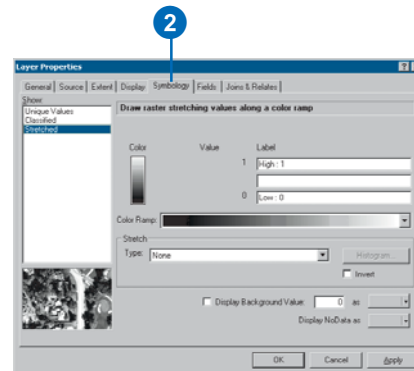 2
Layer Properties
General Source Extent Display Symbology Fields Joins & Relates
Show:
Unique Values
Classified
Stretched
Draw raster stretching values along a color ramp
Color Value Label
1 High : 1
0 Low : 0
Color Ramp:
Stretch
Type: None
Histogram...
Invert
Display Background Value: 0 as
Display NoData as
OK Cancel Apply